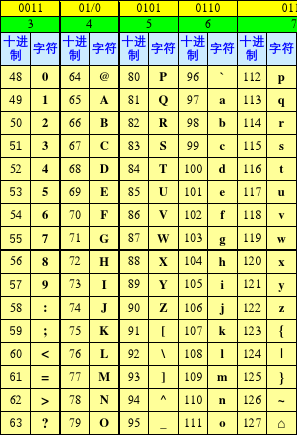 0011 01/0 0101 0110 01
3 4 5 6 7
十进制 字符 十进制 字符 十进制 字符 十进制 字符 十进制 字符
48 0 64 @ 80 P 96 ` 112 p
49 1 65 A 81 Q 97 a 113 q
50 2 66 B 82 R 98 b 114 r
51 3 67 C 83 S 99 c 115 s
52 4 68 D 84 T 100 d 116 t
53 5 69 E 85 U 101 e 117 u
54 6 70 F 86 V 102 f 118 v
55 7 71 G 87 W 103 g 119 w
56 8 72 H 88 X 104 h 120 x
57 9 73 I 89 Y 105 i 121 y
58 : 74 J 90 Z 106 j 122 z
59 ; 75 K 91 [ 107 k 123 {
60 < 76 L 92 \ 108 l 124 |
61 = 77 M 93 ] 109 m 125 }
62 > 78 N 94 ^ 110 n 126 ~
63 ? 79 O 95 _ 111 o 127 ⌂